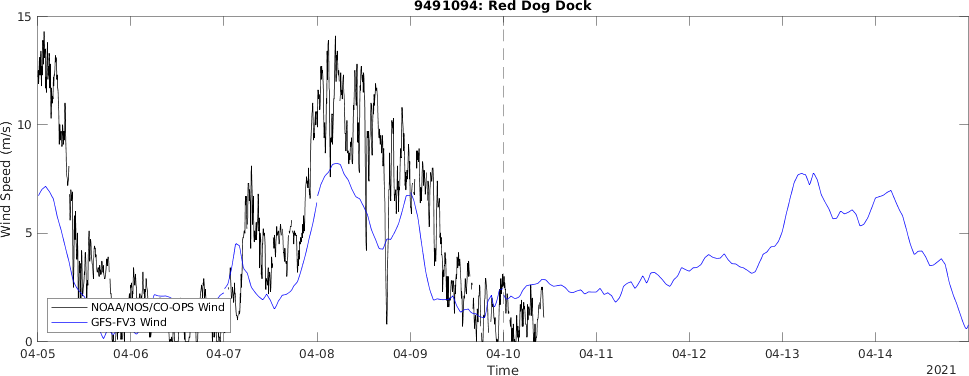 9491094: Red Dog Dock
15
10
5
0
Wind Speed (m/s)
NOAA/NOS/CO-OPS Wind
GFS-FV3 Wind
04-05 04-06 04-07 04-08 04-09 04-10 04-11 04-12 04-13 04-14
Time
2021